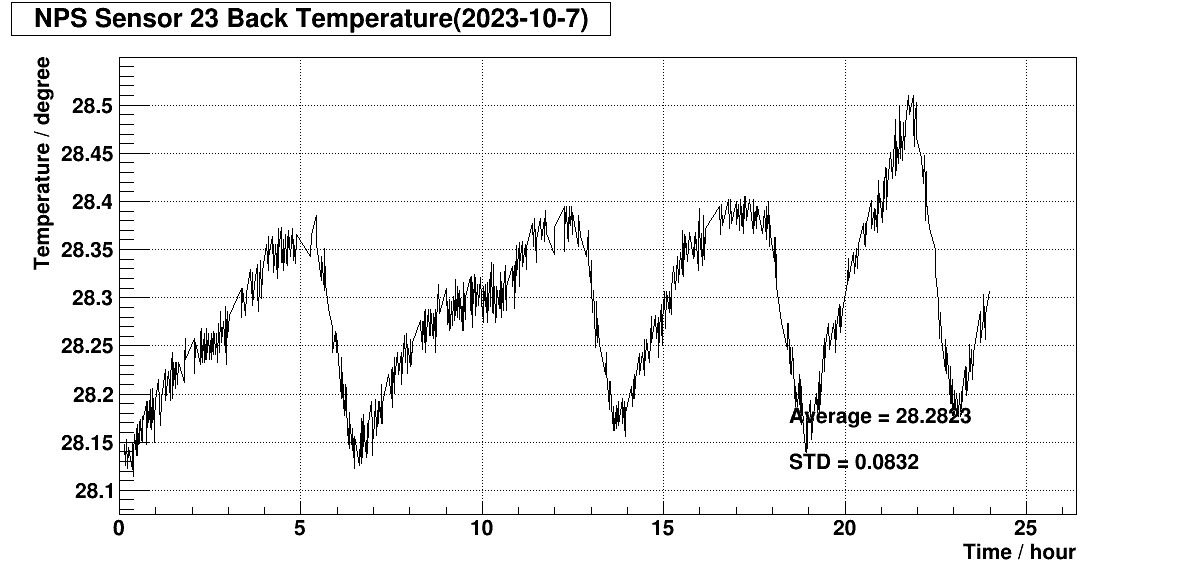 NPS Sensor 23 Back Temperature(2023-10-7)
Temperature / degree
28.5
28.45
28.4
28.35
28.3
28.25
28.2
28.15
28.1
Average = 28.2823
STD = 0.0832
0 5 10 15 20 25
Time / hour